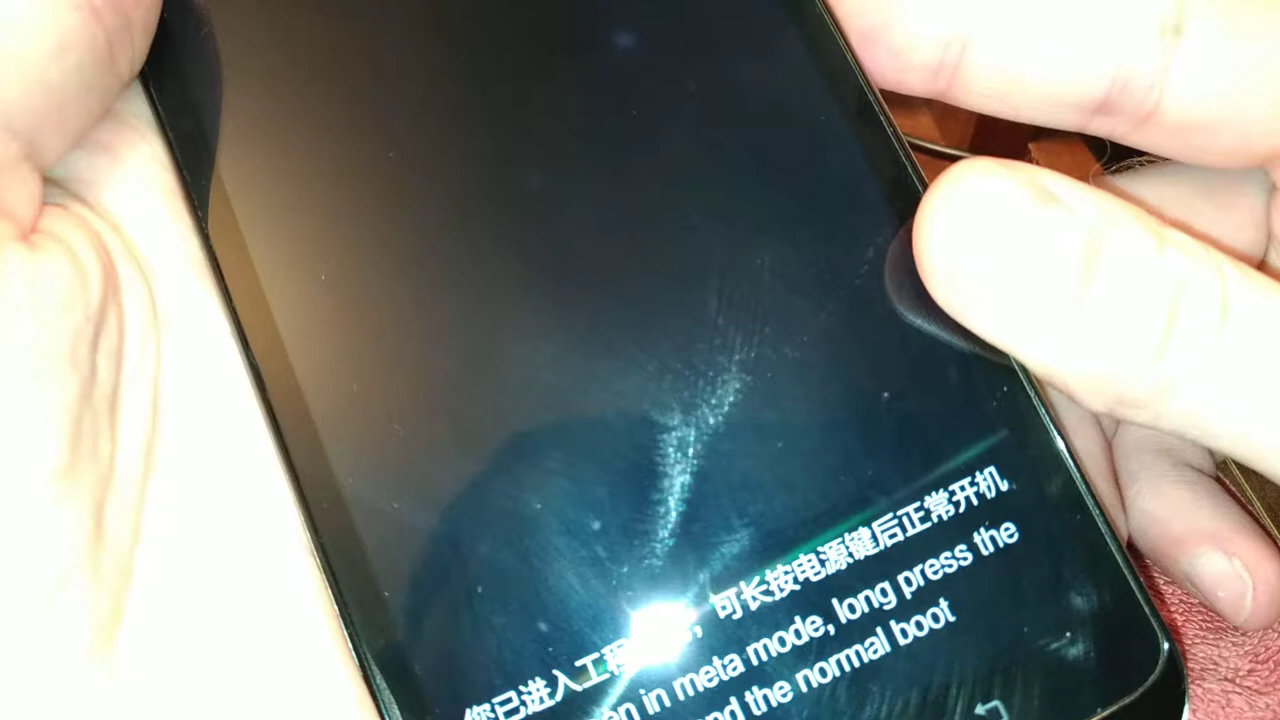 您已进入工程 ，可长按电源键后正常开机
in meta mode, long press the
the normal boot